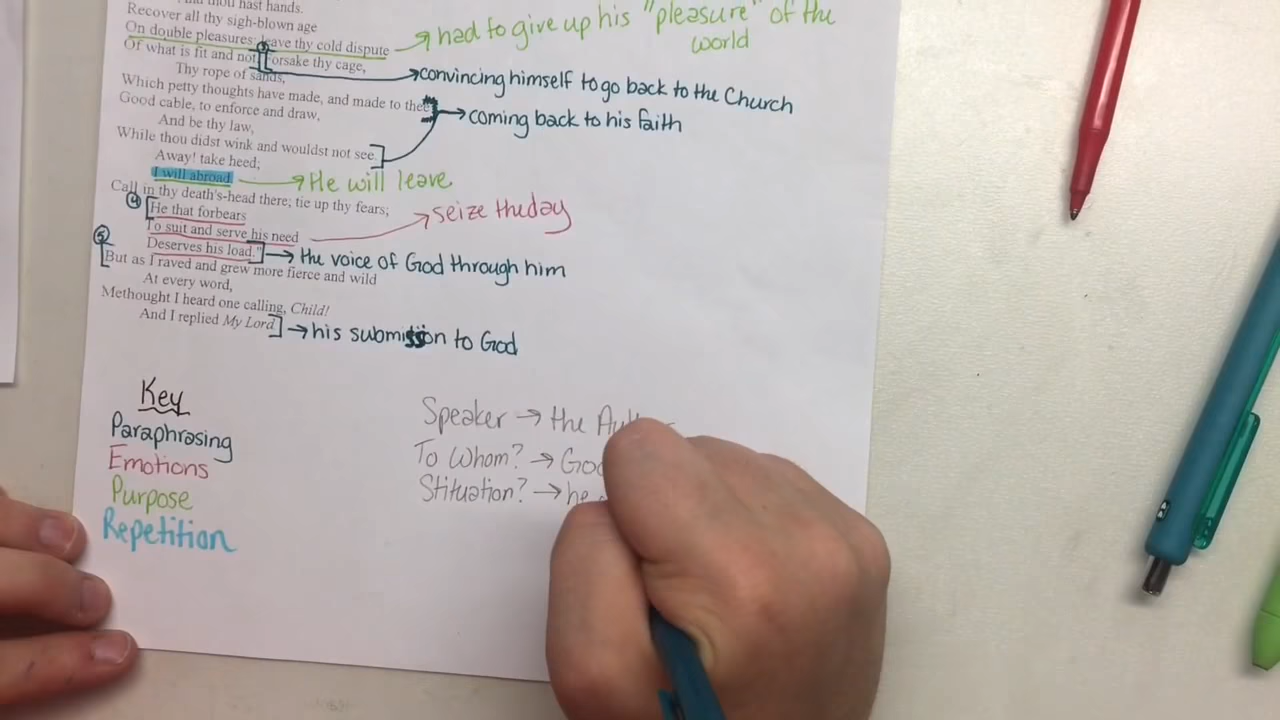 thou hast hands.
Recover all thy sigh-blown age
On double pleasures: leave thy cold dispute
Of what is fit and not. Forsake thy cage,
Thy rope of sands,
Which petty thoughts have made, and made to thee
Good cable, to enforce and draw,
And be thy law,
While thou didst wink and wouldst not see.
Away! take heed;
I will abroad.
Call in thy death's-head there; tie up thy fears;
He that forbears
To suit and serve his need
Deserves his load."
But as I raved and grew more fierce and wild
At every word,
Methought I heard one calling, Child!
And I replied My Lord
had to give up his "pleasure" of the
world
3
convincing himself to go back to the Church
coming back to his faith
He will leave
4
seize the day
5
the voice of God through him
his submission to God
Key
Paraphrasing
Emotions
Purpose
Repetition
Speaker → the
To Whom? →
Stituation? → he